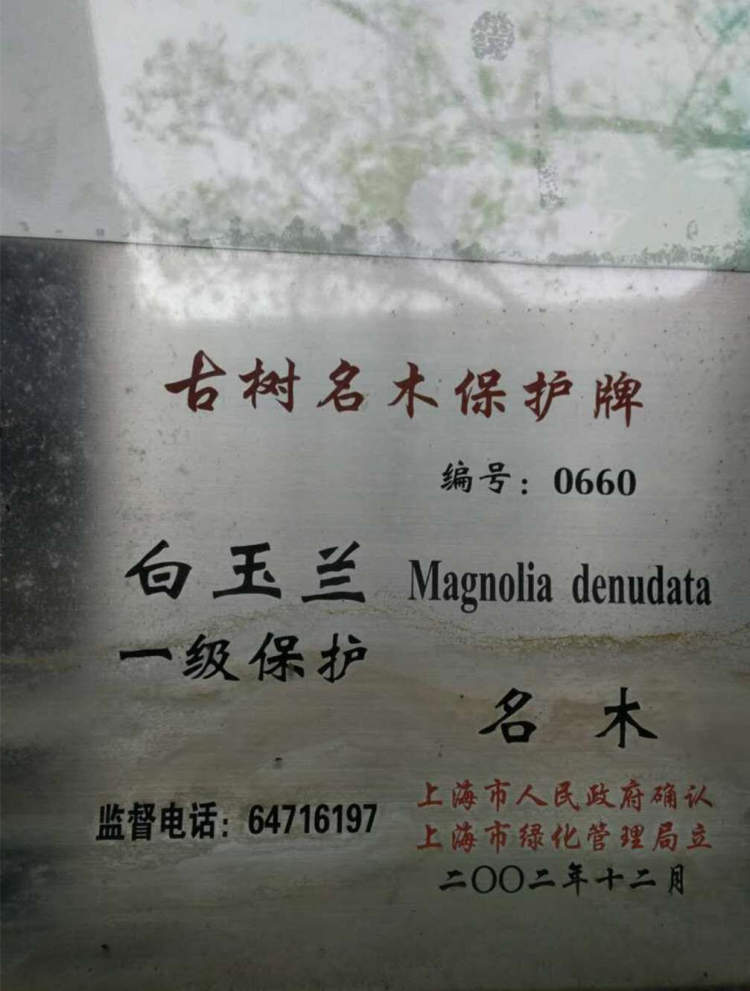 古树名木保护牌
编号：0660
白玉兰 Magnolia denudata
一级保护
名木
上海市人民政府确认
监督电话：64716197
上海市绿化管理局立
二〇〇二年十二月